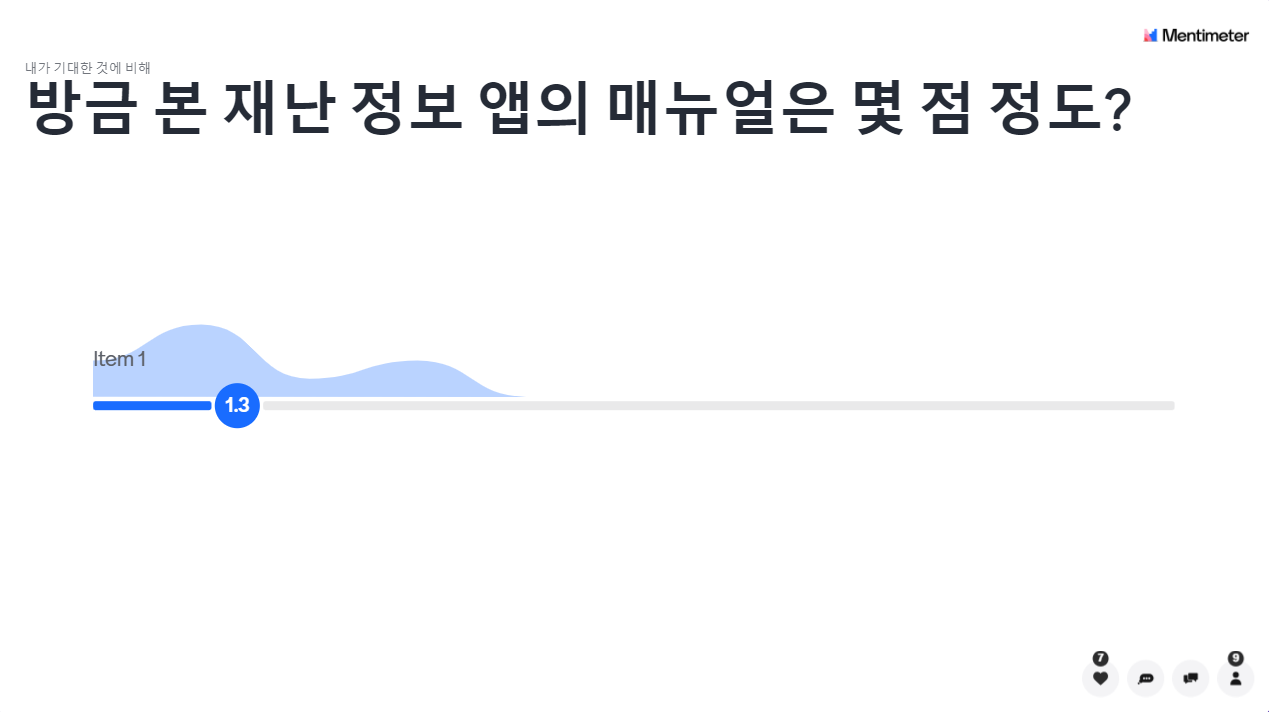 Mentimeter
내가 기대한 것에 비해
방금 본 재난 정보 앱의 매뉴얼은 몇 점 정도?
Item 1
1.3
7
9